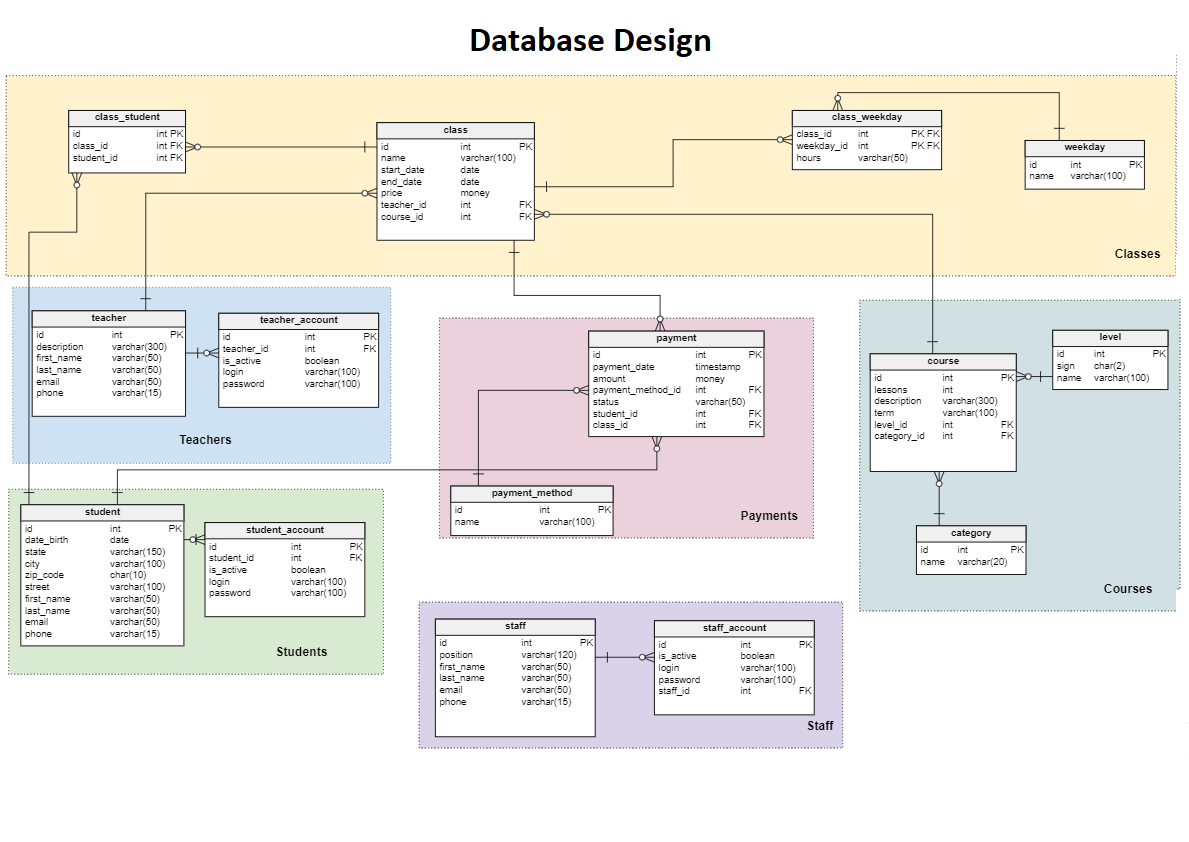 Database Design
class_student
id int PK
class_id int FK
student_id int FK
class
id int PK
name varchar(100)
start_date date
end_date date
price money
teacher_id int FK
course_id int FK
class_weekday
class_id int PK FK
weekday_id int PK FK
hours varchar(50)
weekday
id int PK
name varchar(100)
Classes
teacher
id int PK
description varchar(300)
first_name varchar(50)
last_name varchar(50)
email varchar(50)
phone varchar(15)
teacher_account
id int PK
teacher_id int FK
is_active boolean
login varchar(100)
password varchar(100)
Teachers
payment
id int PK
payment_date timestamp
amount money
payment_method_id int FK
status varchar(50)
student_id int FK
class_id int FK
payment_method
id int PK
name varchar(100)
Payments
course
id int PK
lessons int
description varchar(300)
term varchar(100)
level_id int FK
category_id int FK
level
id int PK
sign char(2)
name varchar(100)
category
id int PK
name varchar(20)
Courses
student
id int PK
date_birth date
state varchar(150)
city varchar(100)
zip_code char(10)
street varchar(100)
first_name varchar(50)
last_name varchar(50)
email varchar(50)
phone varchar(15)
student_account
id int PK
student_id int FK
is_active boolean
login varchar(100)
password varchar(100)
Students
staff
id int PK
position varchar(120)
first_name varchar(50)
last_name varchar(50)
email varchar(50)
phone varchar(15)
staff_account
id int PK
is_active boolean
login varchar(100)
password varchar(100)
staff_id int FK
Staff